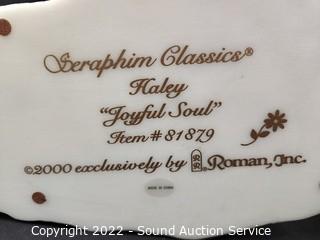 Seraphim Classics®
Haley
"Joyful Soul"
Item# 81879
©2000 exclusively by R® Roman, Inc.
MADE IN CHINA
Copyright 2022 - Sound Auction Service